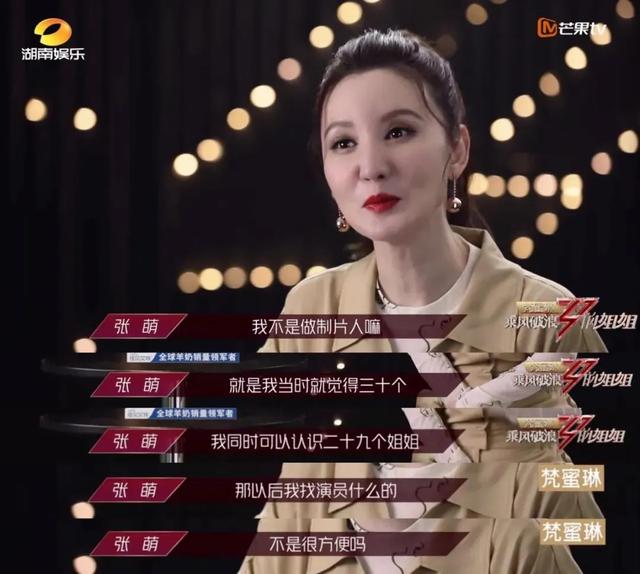 湖南娱乐
芒果tv
张萌 我不是做制片人嘛
乘风破浪的姐姐
全球羊奶销量领军者
张萌 就是我当时就觉得三十个
乘风破浪的姐姐
全球羊奶销量领军者
张萌 我同时可以认识二十九个姐姐
乘风破浪的姐姐
张萌 那以后我找演员什么的
梵蜜琳
张萌 不是很方便吗
梵蜜琳